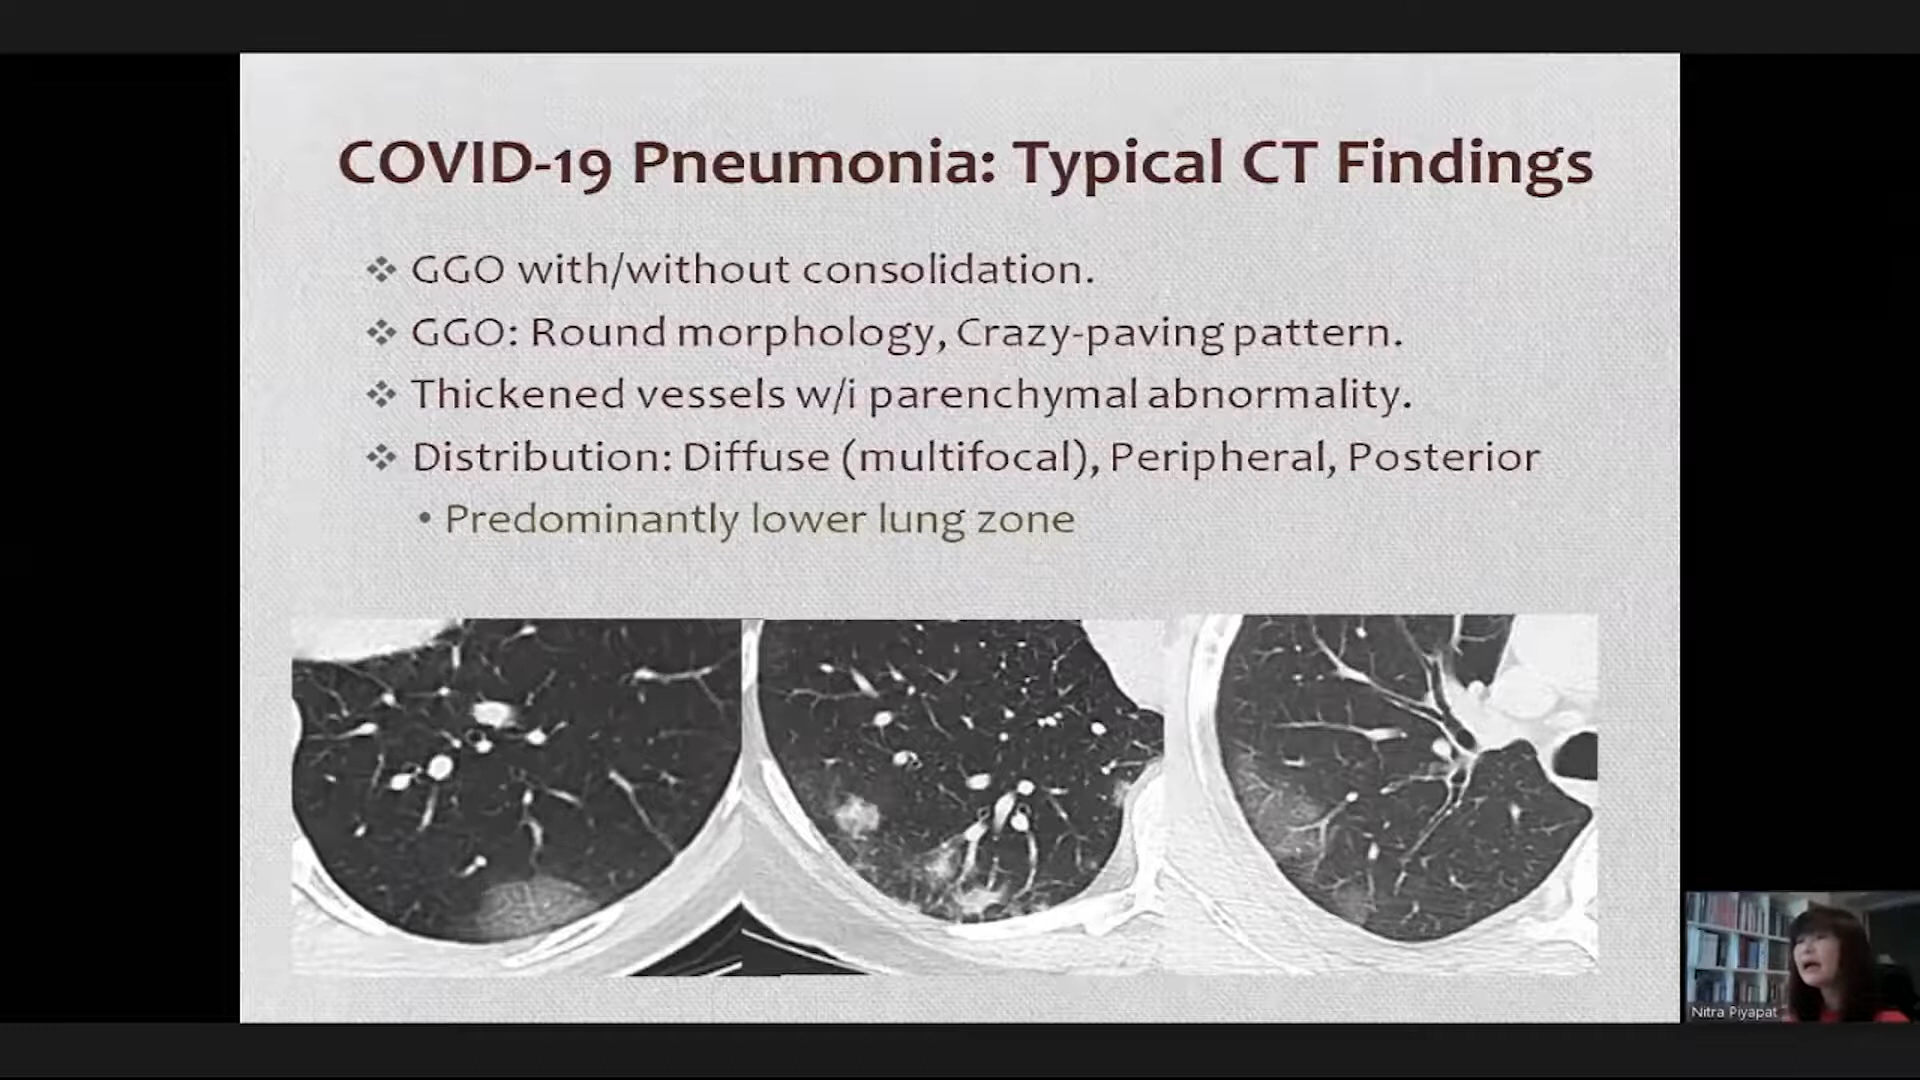 COVID-19 Pneumonia: Typical CT Findings
GGO with/without consolidation.
GGO: Round morphology, Crazy-paving pattern.
Thickened vessels w/i parenchymal abnormality.
Distribution: Diffuse (multifocal), Peripheral, Posterior
• Predominantly lower lung zone
Nitra Piyapat